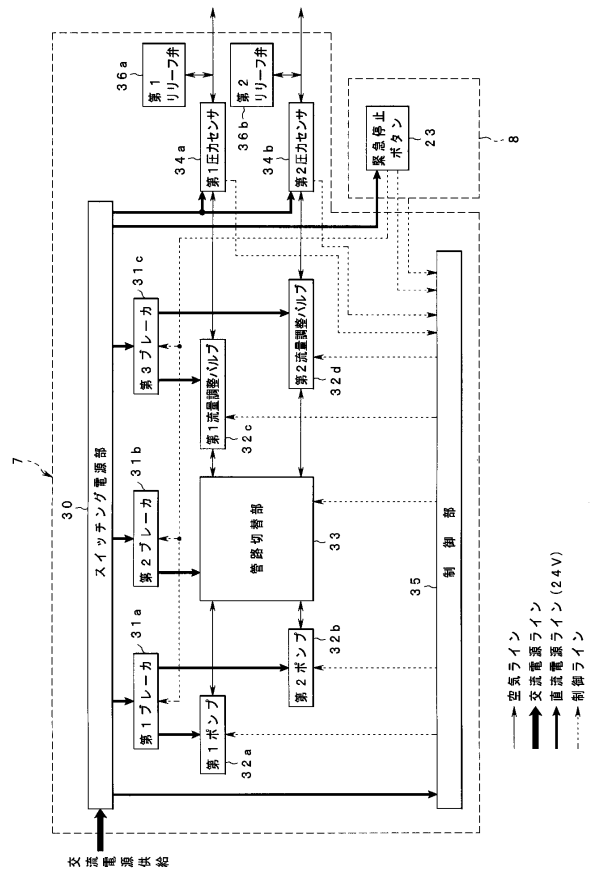 7
30
スイッチング電源部
交流
電源
供給
31a
第1ブレーカ
31b
第2ブレーカ
31c
第3ブレーカ
36a
第1
リリーフ弁
34a
第1圧力センサ
第2
リリーフ弁
36b
34b
第2圧力センサ
第1ポンプ
32a
第2ポンプ
32b
管路切替部
33
第1流量調整バルブ
32c
第2流量調整バルブ
32d
緊急停止
ボタン
23
8
35
制御部
空気ライン
交流電源ライン
直流電源ライン(24V)
制御ライン